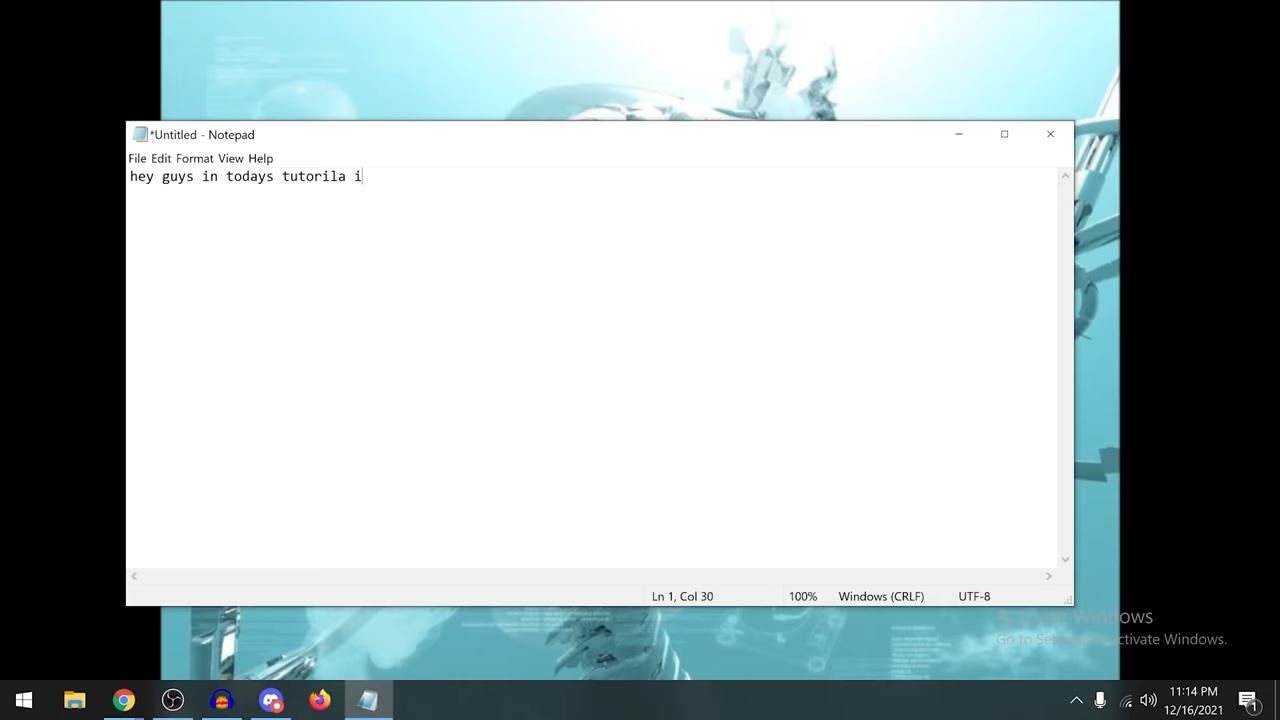 *Untitled - Notepad
File Edit Format View Help
hey guys in todays tutorila i
Ln 1, Col 30
100%
Windows (CRLF)
UTF-8
Windows
Go to Settings to activate Windows.
11:14 PM
12/16/2021
1